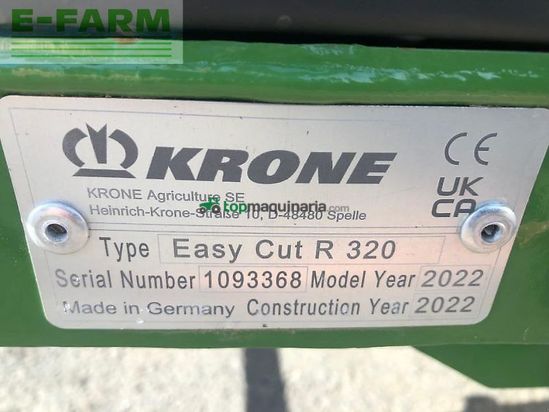 E-FARM
KRONE
CE
KRONE Agriculture SE
Heinrich-Krone-Straße 10, D-48480 Spelle
UK
CA
topmaquinaria.com
Type Easy Cut R 320
Serial Number 1093368 Model Year 2022
Made in Germany Construction Year 2022